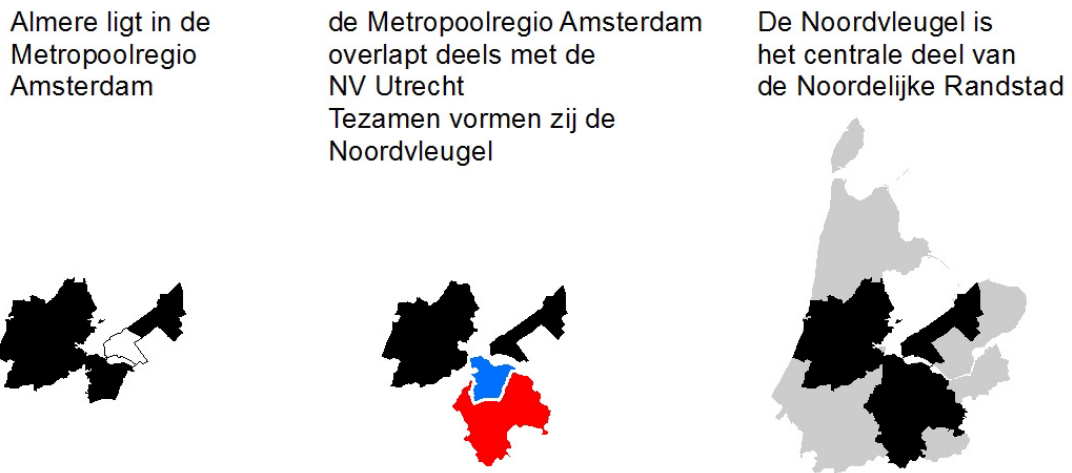 Almere ligt in de
Metropoolregio
Amsterdam
de Metropoolregio Amsterdam
overlapt deels met de
NV Utrecht
Tezamen vormen zij de
Noordvleugel
De Noordvleugel is
het centrale deel van
de Noordelijke Randstad